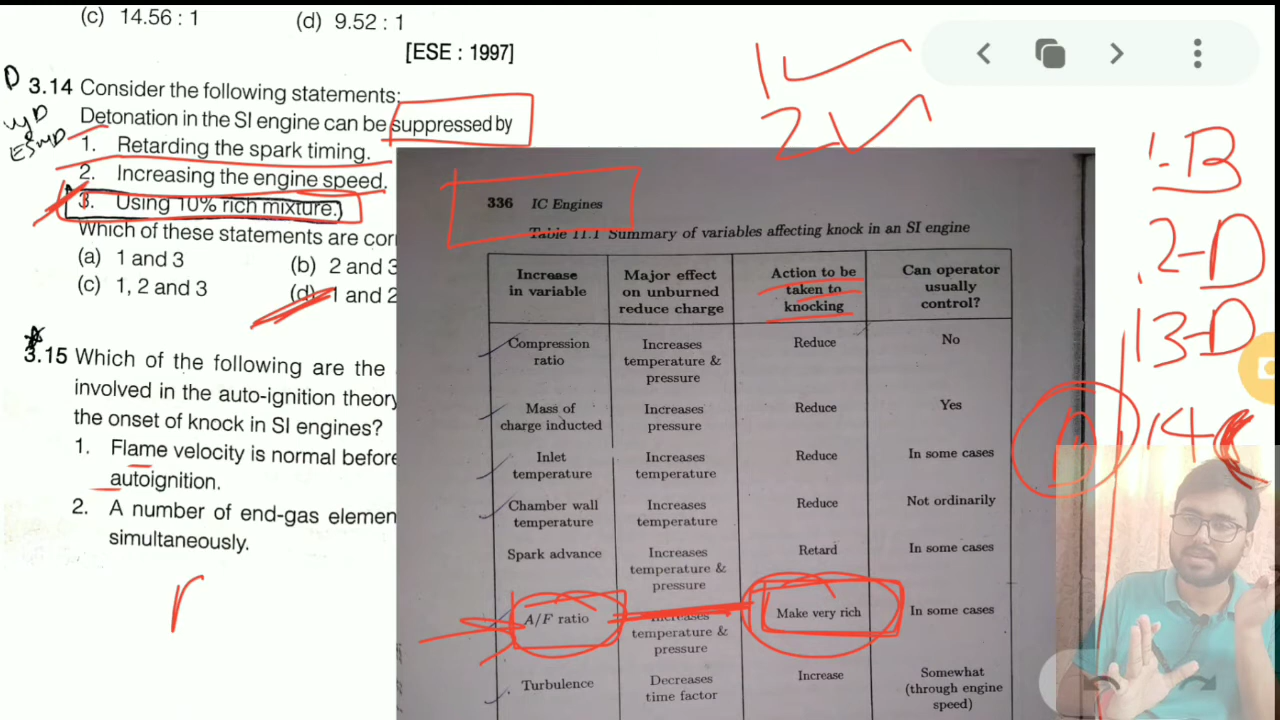 (c) 14.56 : 1 (d) 9.52 : 1
[ESE : 1997]
D
3.14 Consider the following statements;
Detonation in the SI engine can be suppressed by
1. Retarding the spark timing.
2. Increasing the engine speed.
3. Using 10% rich mixture.
Which of these statements are cor
(a) 1 and 3 (b) 2 and 3
(c) 1, 2 and 3 (d) 1 and 2
3.15 Which of the following are the
involved in the auto-ignition theory
the onset of knock in SI engines?
1. Flame velocity is normal before
autoignition.
2. A number of end-gas elemen
simultaneously.
r
1
2
336 IC Engines
Table 11.1 Summary of variables affecting knock in an SI engine
Increase in variable
Major effect on unburned reduce charge
Action to be taken to knocking
Can operator usually control?
Compression ratio
Increases temperature & pressure
Reduce
No
Mass of charge inducted
Increases pressure
Reduce
Yes
Inlet temperature
Increases temperature
Reduce
In some cases
Chamber wall temperature
Increases temperature
Reduce
Not ordinarily
Spark advance
Increases temperature & pressure
Retard
In some cases
A/F ratio
Increases temperature & pressure
Make very rich
In some cases
Turbulence
Decreases time factor
Increase
Somewhat (through engine speed)
1-B
2-D
13-D
14-